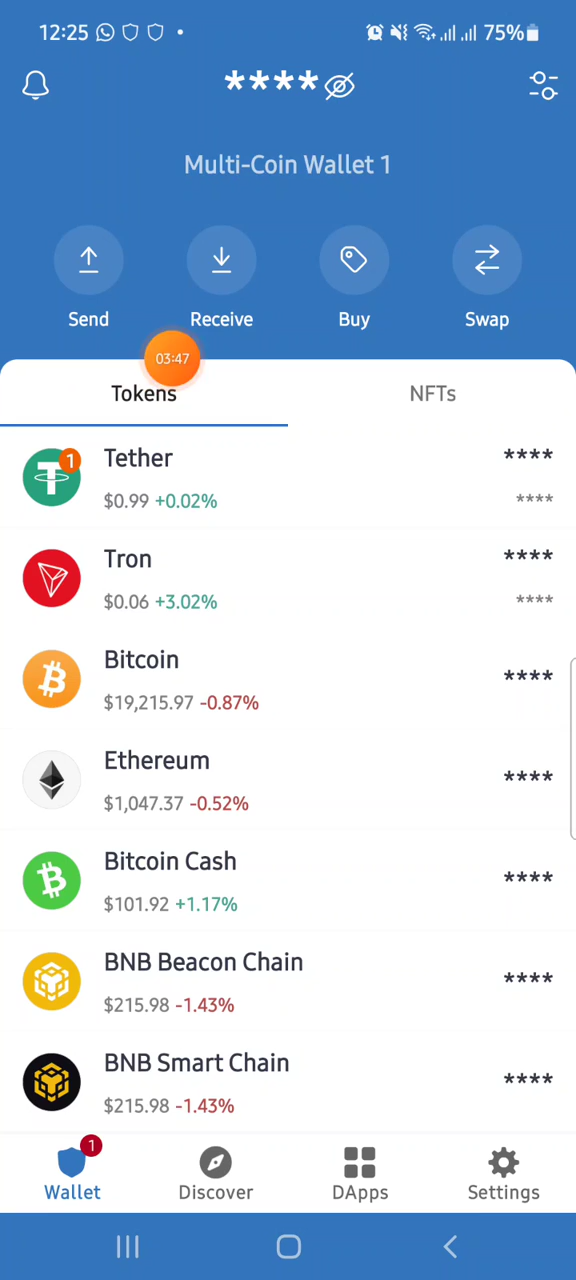 12:25 75%
****
Multi-Coin Wallet 1
Send Receive Buy Swap
03:47
Tokens NFTs
1
Tether ****
$0.99 +0.02% ****
Tron ****
$0.06 +3.02% ****
Bitcoin ****
$19,215.97 -0.87%
Ethereum ****
$1,047.37 -0.52%
Bitcoin Cash ****
$101.92 +1.17%
BNB Beacon Chain ****
$215.98 -1.43%
BNB Smart Chain ****
$215.98 -1.43%
1
Wallet Discover DApps Settings